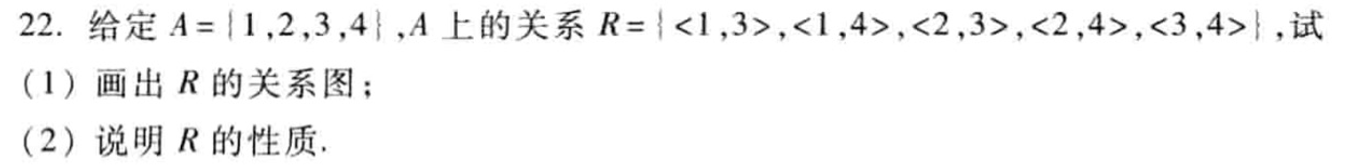 22. 给定 A={1,2,3,4},A 上的关系 R={<1,3>,<1,4>,<2,3>,<2,4>,<3,4>},试
(1) 画出 R 的关系图;
(2) 说明 R 的性质.